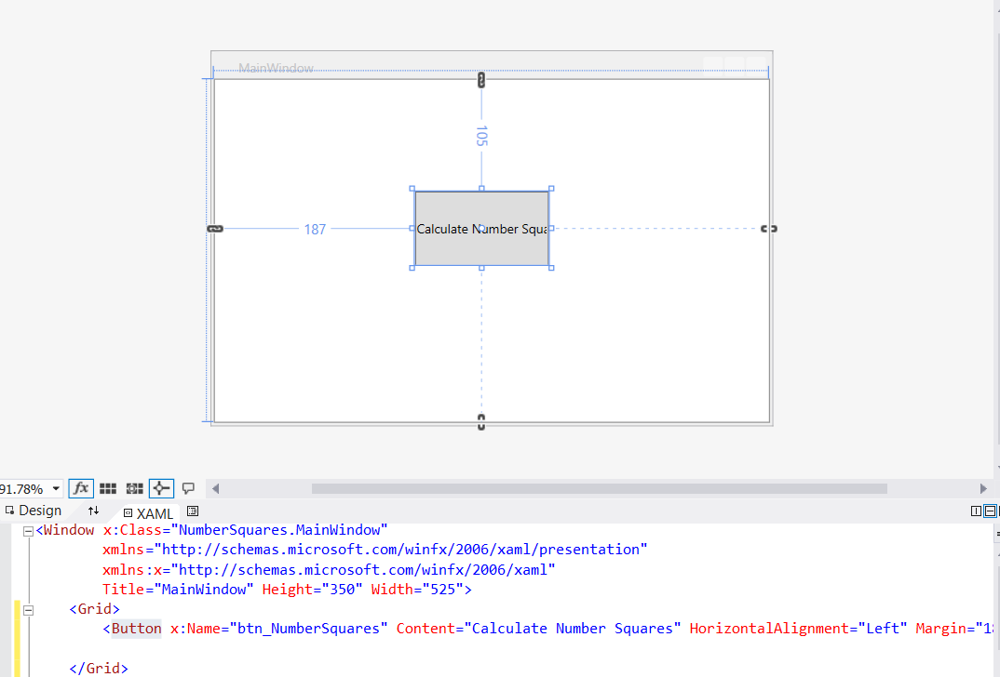 MainWindow
105
187
Calculate Number Squa
91.78%
fx
Design
XAML
<Window x:Class="NumberSquares.MainWindow"
xmlns="http://schemas.microsoft.com/winfx/2006/xaml/presentation"
xmlns:x="http://schemas.microsoft.com/winfx/2006/xaml"
Title="MainWindow" Height="350" Width="525">
<Grid>
<Button x:Name="btn_NumberSquares" Content="Calculate Number Squares" HorizontalAlignment="Left" Margin="18
</Grid>